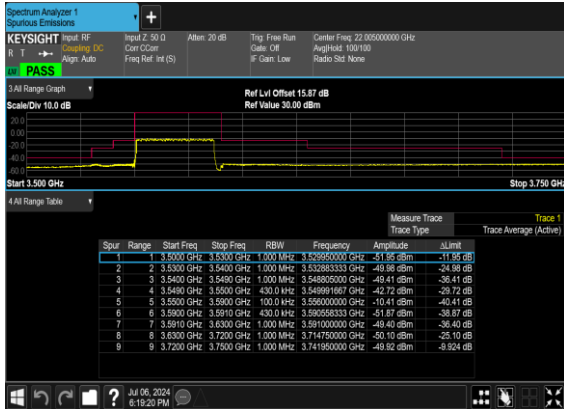 Spectrum Analyzer 1
Spurious Emissions
+
KEYSIGHT Input: RF Input Z: 50 Ω Atten: 20 dB Trig: Free Run Center Freq: 22.005000000 GHz
R T Coupling: DC Corr CCorr Gate: Off Avg|Hold: 100/100
Align: Auto Freq Ref: Int (S) IF Gain: Low Radio Std: None
PASS
3 All Range Graph
Ref Lvl Offset 15.87 dB
Scale/Div 10.0 dB Ref Value 30.00 dBm
20.0
0.00
-20.0
-40.0
-60.0
Start 3.500 GHz Stop 3.750 GHz
4 All Range Table
Measure Trace Trace 1
Trace Type Trace Average (Active)
Spur Range Start Freq Stop Freq RBW Frequency Amplitude ΔLimit
1 1 3.5000 GHz 3.5300 GHz 1.000 MHz 3.529950000 GHz -51.95 dBm -11.95 dB
2 2 3.5300 GHz 3.5400 GHz 1.000 MHz 3.532883333 GHz -49.98 dBm -24.98 dB
3 3 3.5400 GHz 3.5490 GHz 1.000 MHz 3.548805000 GHz -49.41 dBm -36.41 dB
4 4 3.5490 GHz 3.5500 GHz 430.0 kHz 3.549991667 GHz -42.72 dBm -29.72 dB
5 5 3.5500 GHz 3.5900 GHz 100.0 kHz 3.556000000 GHz -10.41 dBm -40.41 dB
6 6 3.5900 GHz 3.5910 GHz 430.0 kHz 3.590558333 GHz -51.87 dBm -38.87 dB
7 7 3.5910 GHz 3.6300 GHz 1.000 MHz 3.591000000 GHz -49.40 dBm -36.40 dB
8 8 3.6300 GHz 3.7200 GHz 1.000 MHz 3.714750000 GHz -50.10 dBm -25.10 dB
9 9 3.7200 GHz 3.7500 GHz 1.000 MHz 3.741950000 GHz -49.92 dBm -9.924 dB
? Jul 06, 2024
6:19:20 PM